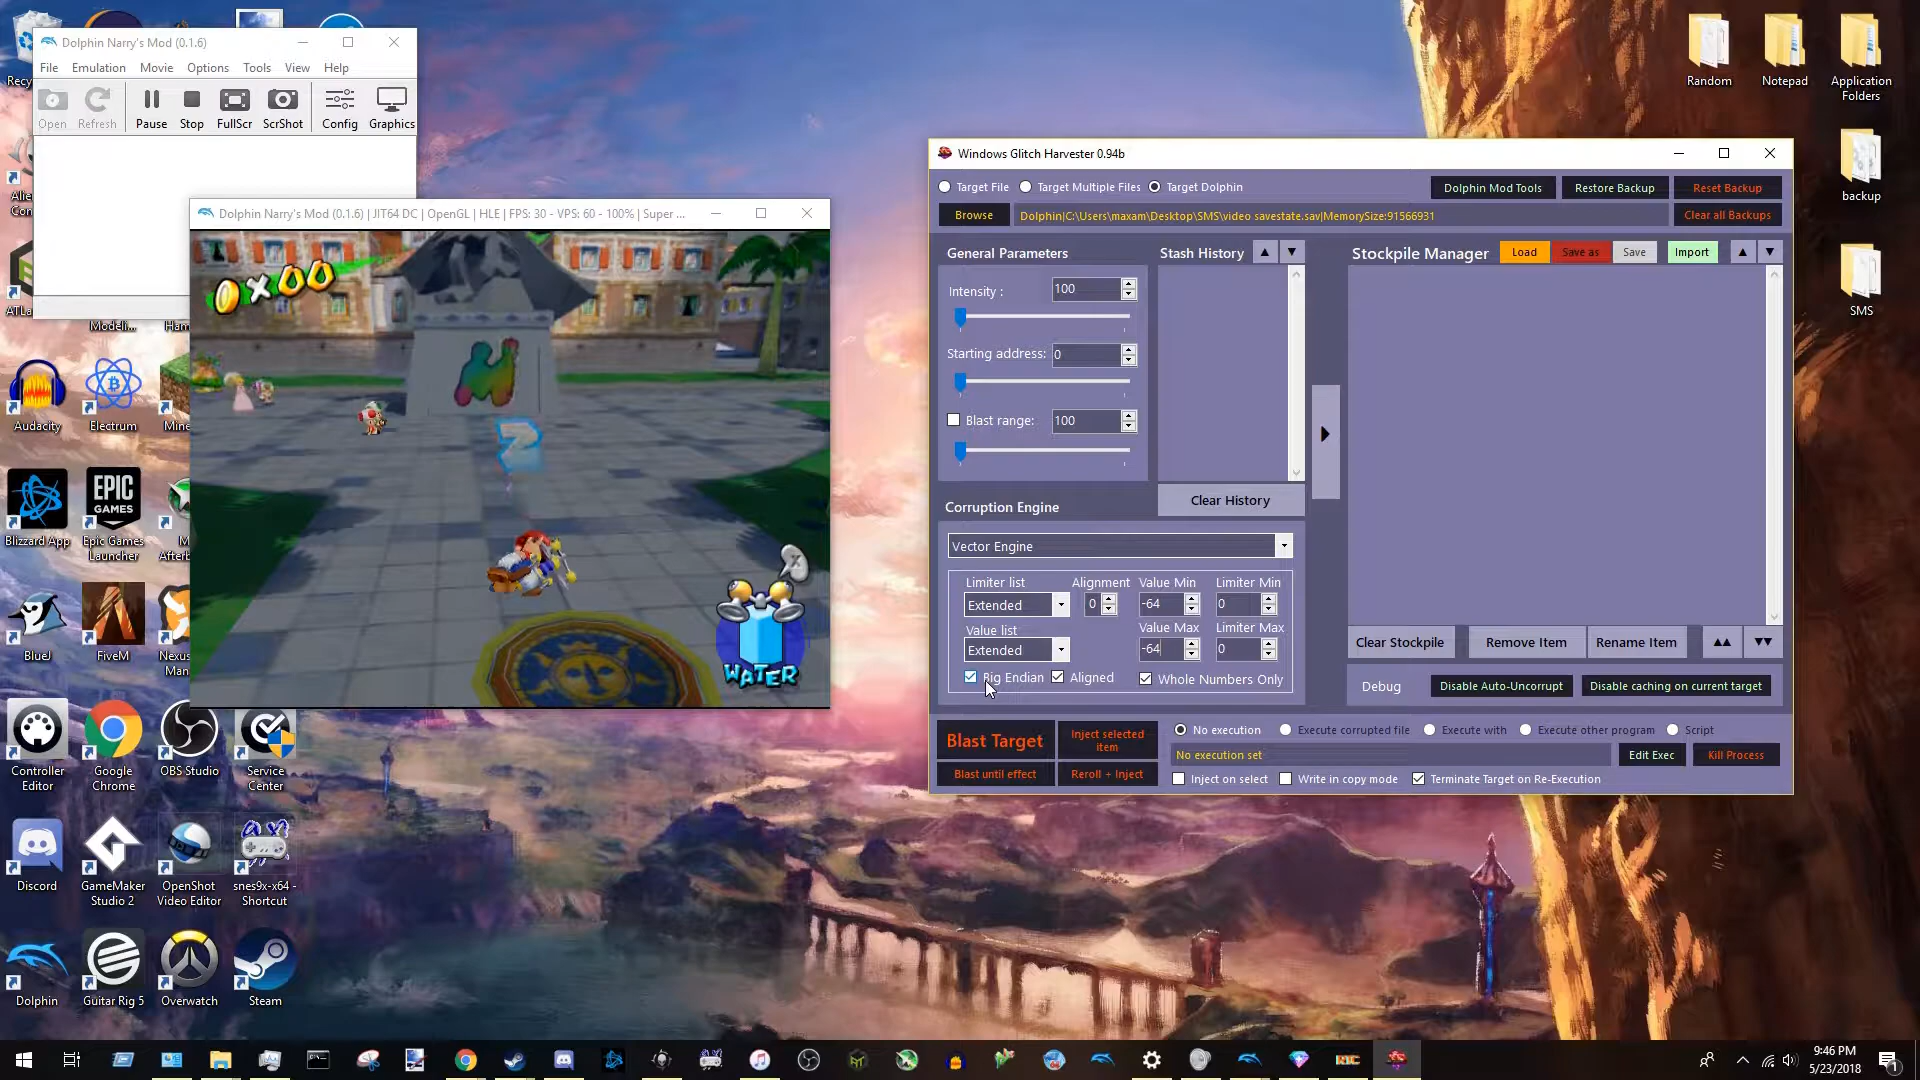 Dolphin Narry's Mod (0.1.6)
File Emulation Movie Options Tools View Help
Open Refresh Pause Stop FullScr ScrShot Config Graphics
Dolphin Narry's Mod (0.1.6) | JIT64 DC | OpenGL | HLE | FPS: 30 - VPS: 60 - 100% | Super ...
0×00
WATER
Windows Glitch Harvester 0.94b
Target File Target Multiple Files Target Dolphin
Dolphin Mod Tools Restore Backup Reset Backup
Browse Dolphin|C:\Users\maxam\Desktop\SMS\video savestate.sav|MemorySize:91566931 Clear all Backups
General Parameters Stash History Stockpile Manager Load Save as Save Import
Intensity : 100
Starting address: 0
Blast range: 100
Clear History
Corruption Engine
Vector Engine
Limiter list Alignment Value Min Limiter Min
Extended 0 -64 0
Value list Value Max Limiter Max
Extended -64 0
Big Endian Aligned Whole Numbers Only
Clear Stockpile Remove Item Rename Item
Debug Disable Auto-Uncorrupt Disable caching on current target
Blast Target
Inject selected item
Blast until effect
Reroll + Inject
No execution Execute corrupted file Execute with Execute other program Script
No execution set Edit Exec Kill Process
Inject on select Write in copy mode Terminate Target on Re-Execution
Random Notepad Application Folders
backup
SMS
Recy
Modeli...
Ham
Audacity Electrum Mine
Blizzard App Epic Games Launcher
EPIC GAMES
BlueJ FiveM Nexus Man
Controller Editor Google Chrome OBS Studio Service Center
Discord GameMaker Studio 2 OpenShot Video Editor snes9x-x64 - Shortcut
Dolphin Guitar Rig 5 Overwatch Steam
RTC
9:46 PM
5/23/2018
1